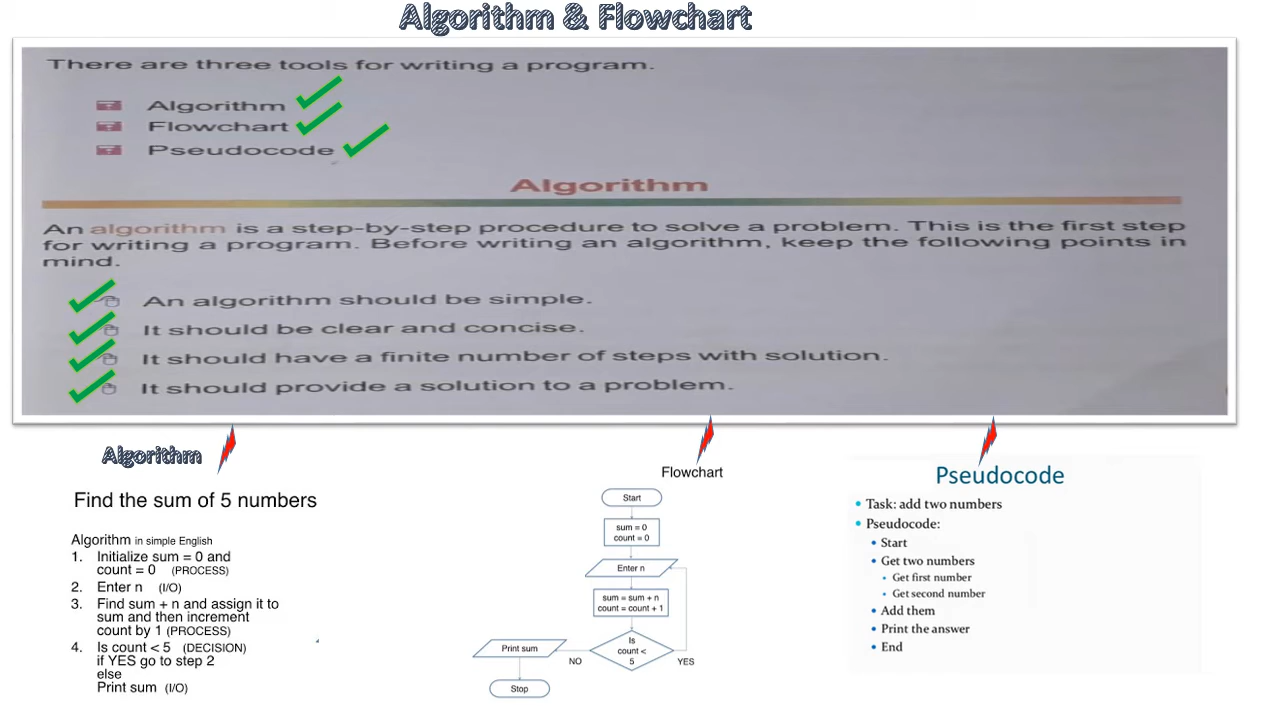 Algorithm & Flowchart
There are three tools for writing a program.
Algorithm
Flowchart
Pseudocode
Algorithm
An algorithm is a step-by-step procedure to solve a problem. This is the first step
for writing a program. Before writing an algorithm, keep the following points in
mind.
An algorithm should be simple.
It should be clear and concise.
It should have a finite number of steps with solution.
It should provide a solution to a problem.
Algorithm
Find the sum of 5 numbers
Algorithm in simple English
1. Initialize sum = 0 and
count = 0 (PROCESS)
2. Enter n (I/O)
3. Find sum + n and assign it to
sum and then increment
count by 1 (PROCESS)
4. Is count < 5 (DECISION)
if YES go to step 2
else
Print sum (I/O)
Flowchart
Start
sum = 0
count = 0
Enter n
sum = sum + n
count = count + 1
Is
count <
5
YES
NO
Print sum
Stop
Pseudocode
• Task: add two numbers
• Pseudocode:
• Start
• Get two numbers
• Get first number
• Get second number
• Add them
• Print the answer
• End